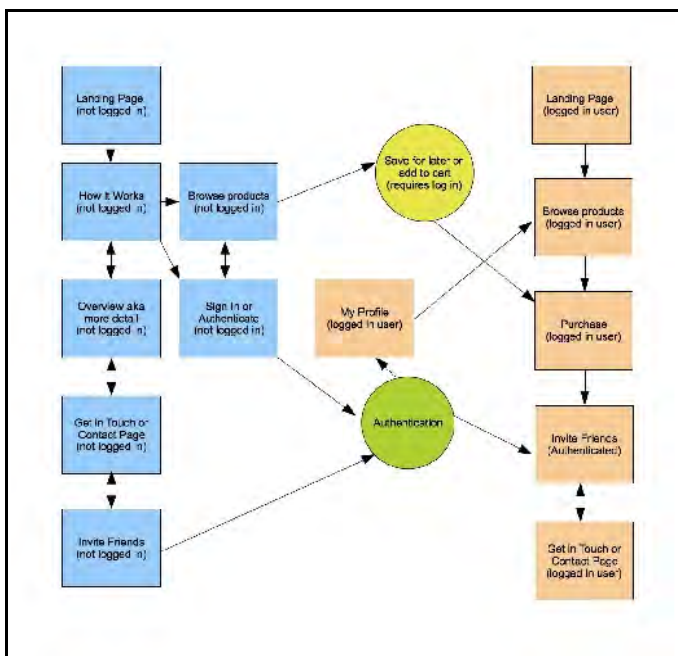 Landing Page
(not logged in)
How It Works
(not logged in)
Browse products
(not logged in)
Overview aka
more detail
(not logged in)
Sign In or
Authenticate
(not logged in)
Get in Touch or
Contact Page
(not logged in)
Invite Friends
(not logged in)
Save for later or
add to cart
(requires log in)
My Profile
(logged in user)
Authentication
Landing Page
(logged in user)
Browse products
(logged in user)
Purchase
(logged in user)
Invite Friends
(Authenticated)
Get in Touch or
Contact Page
(logged in user)